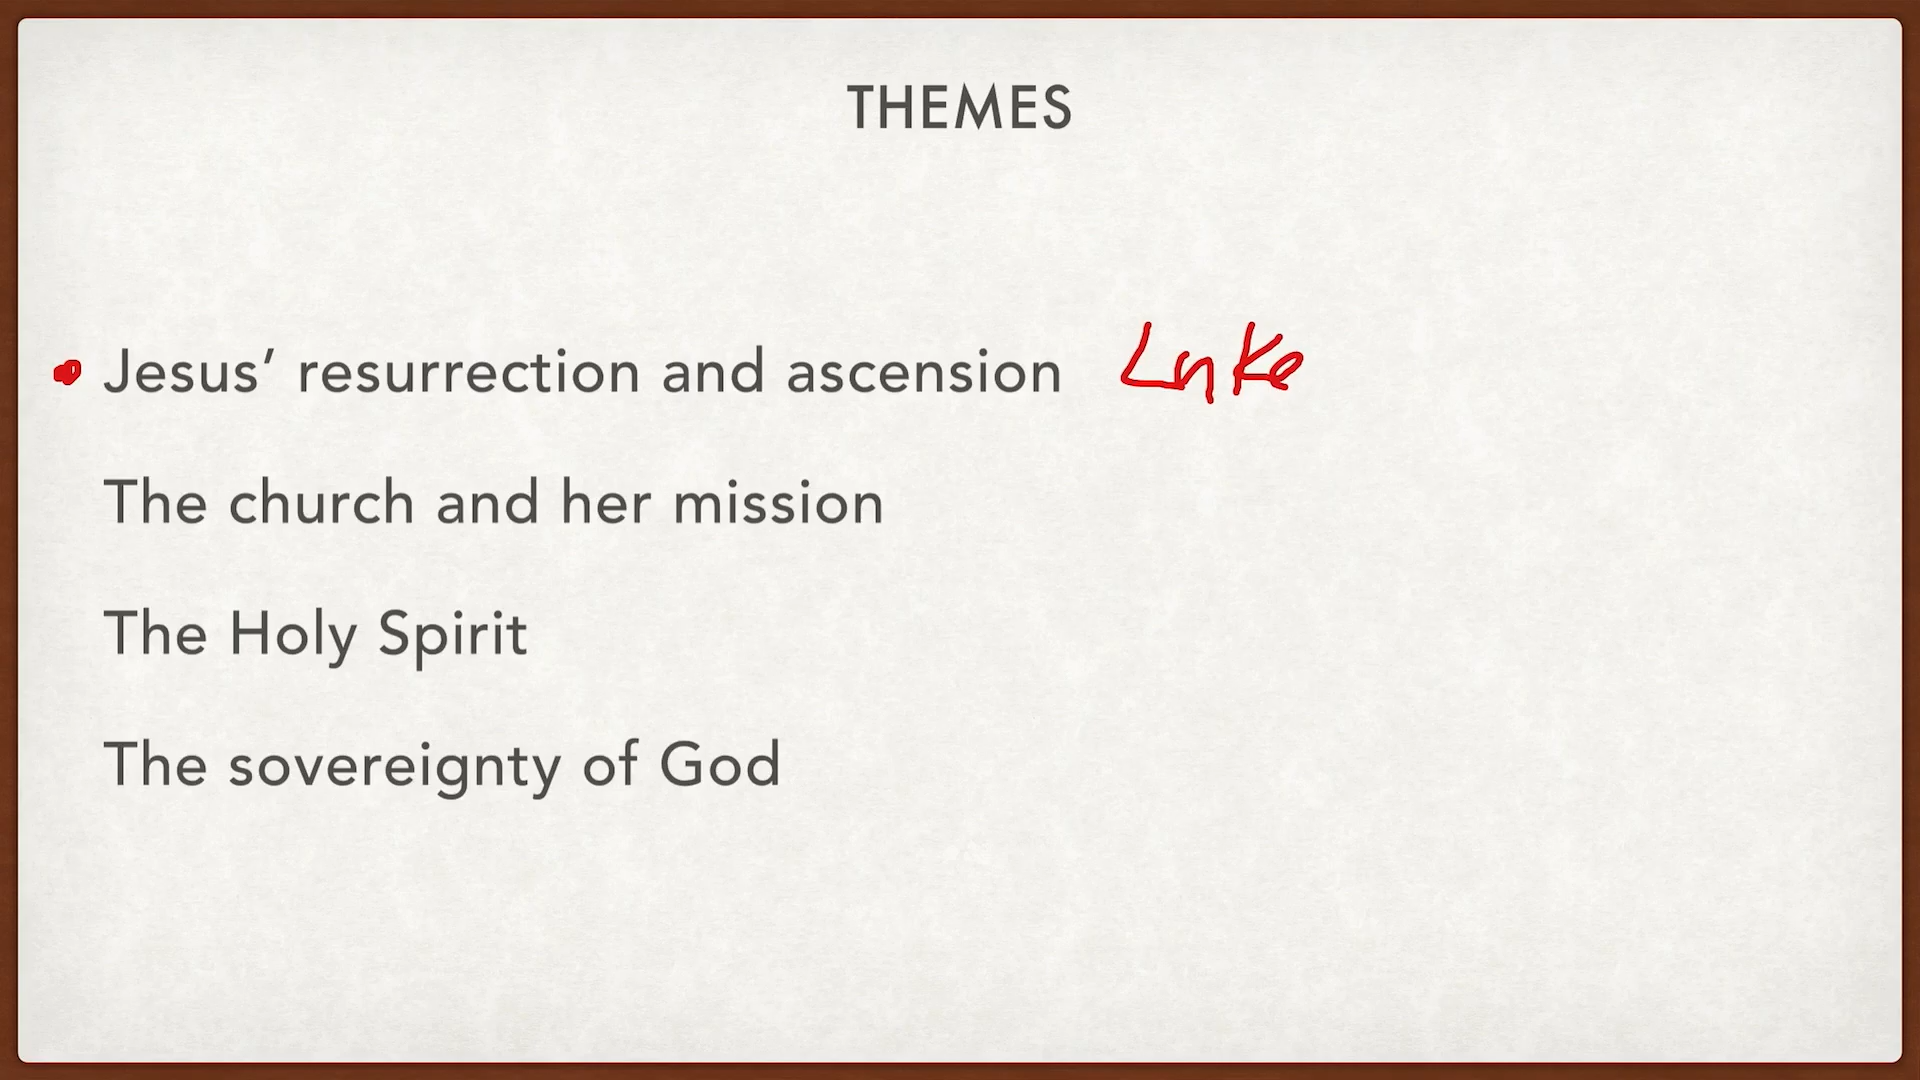 THEMES
Jesus’ resurrection and ascension Luke
The church and her mission
The Holy Spirit
The sovereignty of God